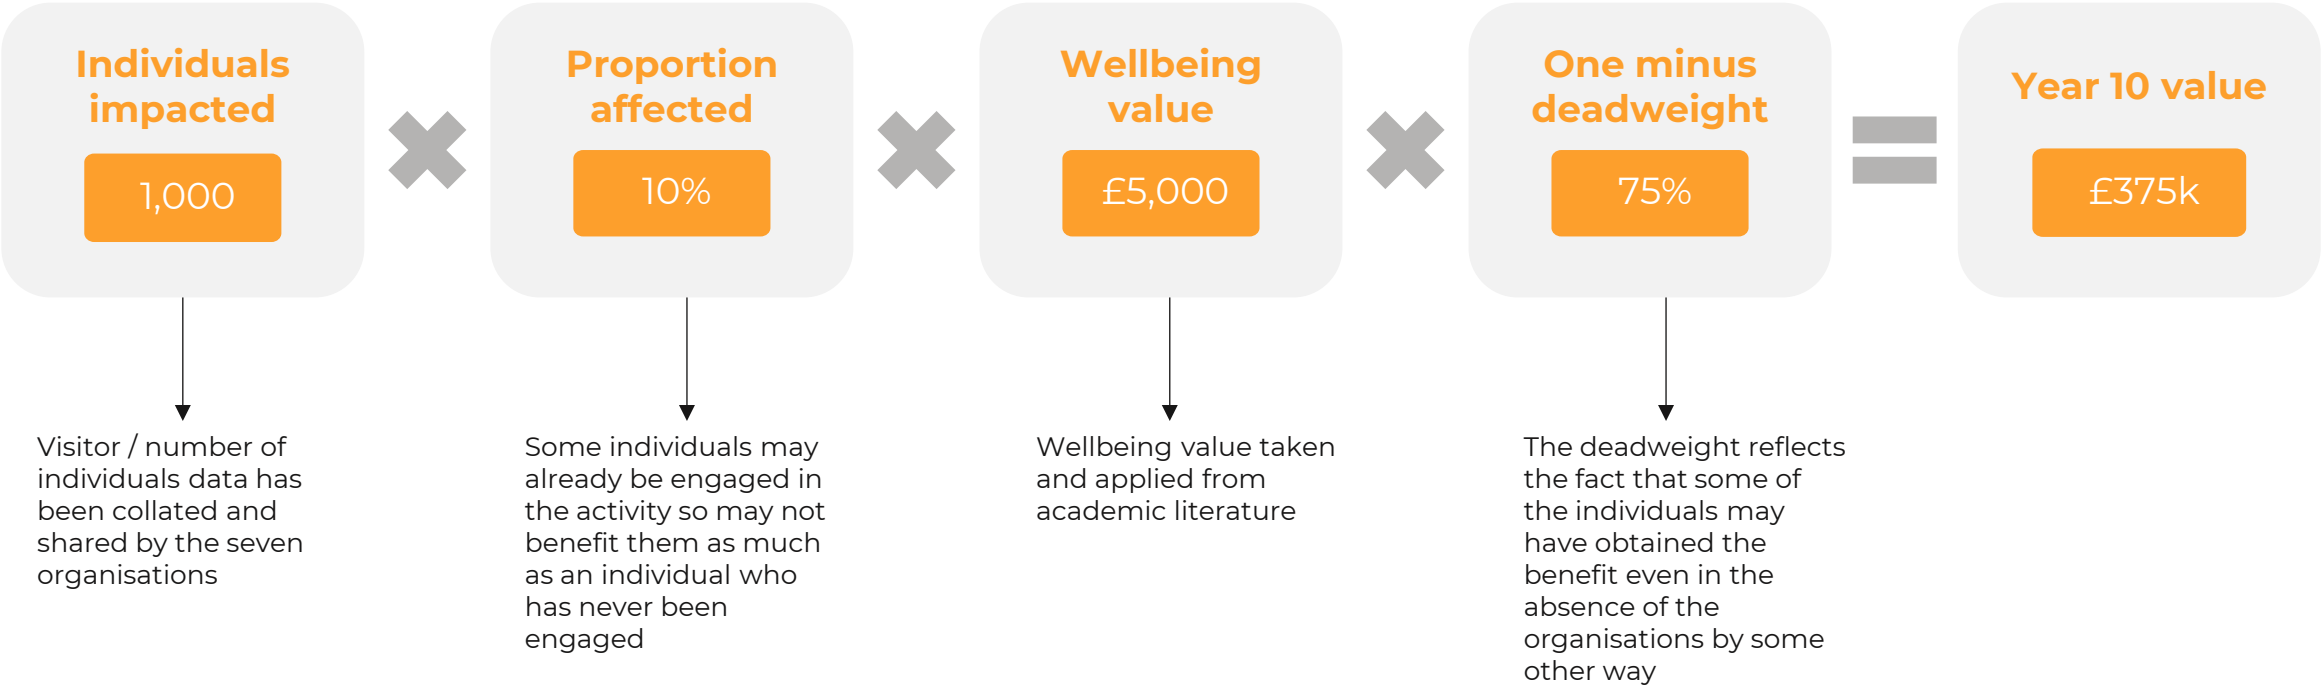 Individuals
impacted
1,000
Proportion
affected
10%
Wellbeing
value
£5,000
One minus
deadweight
75%
Year 10 value
£375k
Visitor / number of
individuals data has
been collated and
shared by the seven
organisations
Some individuals may
already be engaged in
the activity so may not
benefit them as much
as an individual who
has never been
engaged
Wellbeing value taken
and applied from
academic literature
The deadweight reflects
the fact that some of
the individuals may
have obtained the
benefit even in the
absence of the
organisations by some
other way